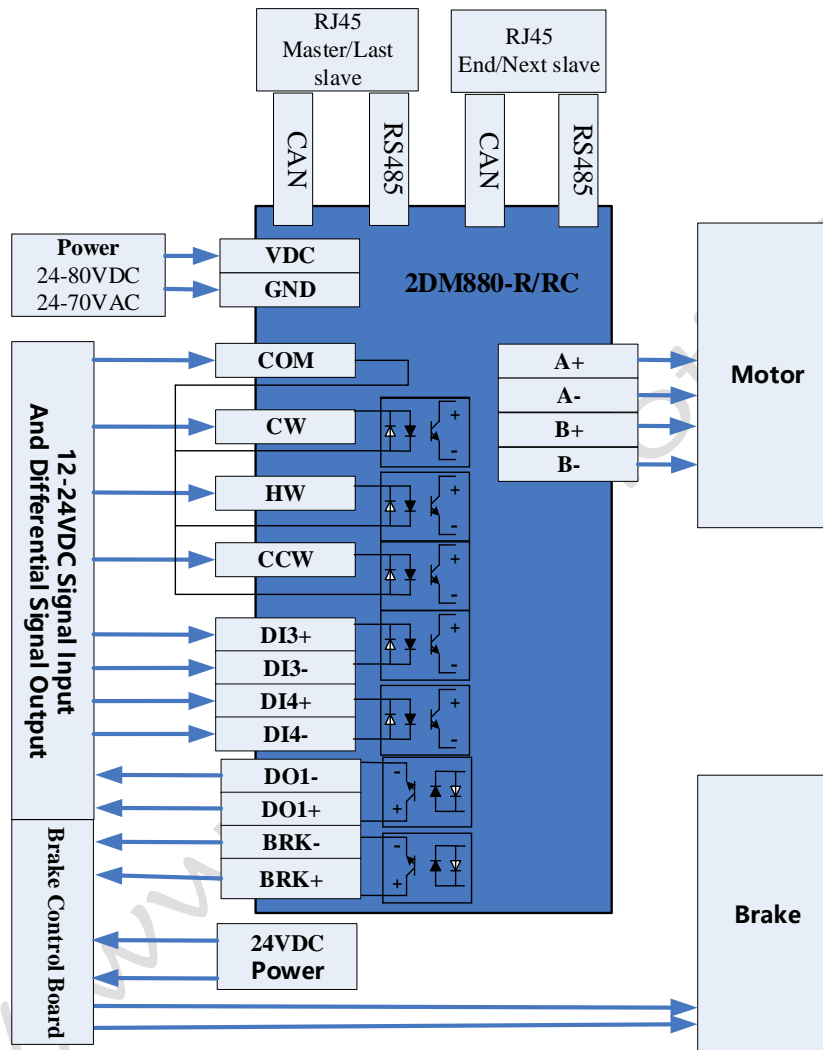 RJ45
Master/Last
slave
RJ45
End/Next slave
CAN
RS485
CAN
RS485
Power
24-80VDC
24-70VAC
VDC
GND
2DM880-R/RC
COM
CW
HW
CCW
DI3+
DI3-
DI4+
DI4-
DO1-
DO1+
BRK-
BRK+
A+
A-
B+
B-
Motor
12-24VDC Signal Input
And Differential Signal Output
+
-
+
-
+
-
+
-
+
-
-
+
-
+
Brake Control Board
24VDC
Power
Brake